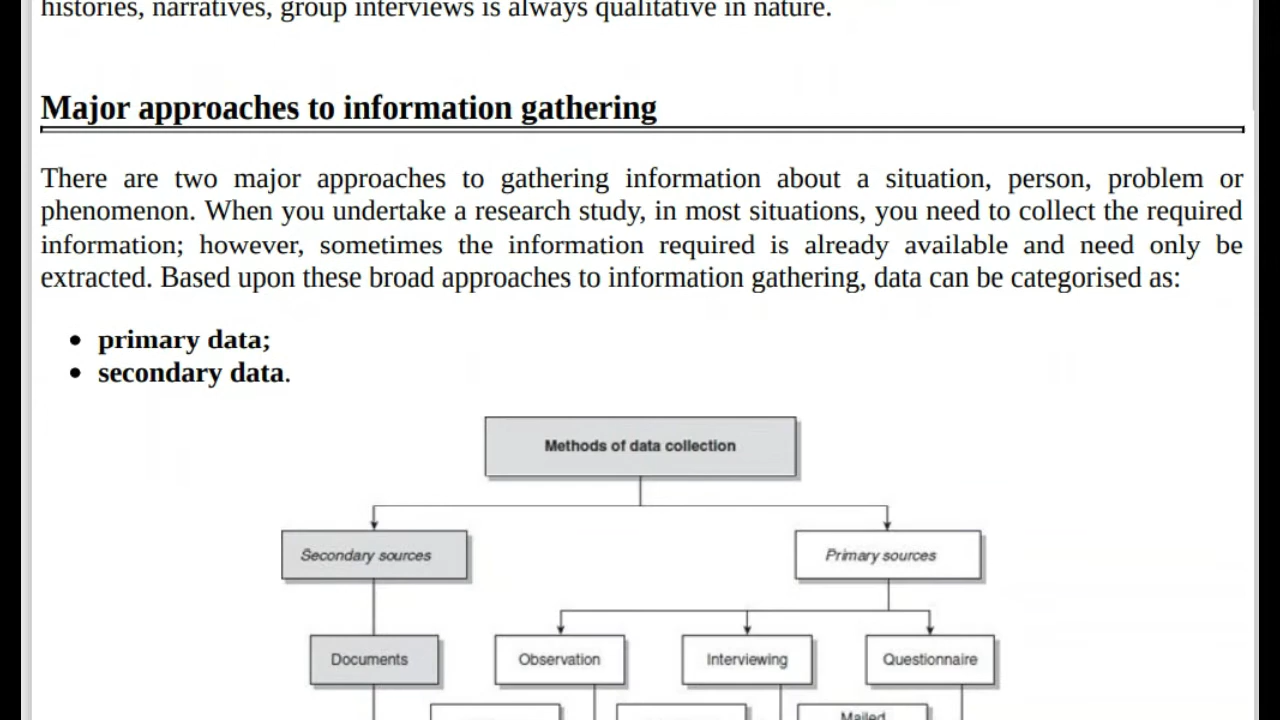 histories, narratives, group interviews is always qualitative in nature.
Major approaches to information gathering
There are two major approaches to gathering information about a situation, person, problem or
phenomenon. When you undertake a research study, in most situations, you need to collect the required
information; however, sometimes the information required is already available and need only be
extracted. Based upon these broad approaches to information gathering, data can be categorised as:
• primary data;
• secondary data.
Methods of data collection
Secondary sources
Primary sources
Documents
Observation
Interviewing
Questionnaire
Mailed